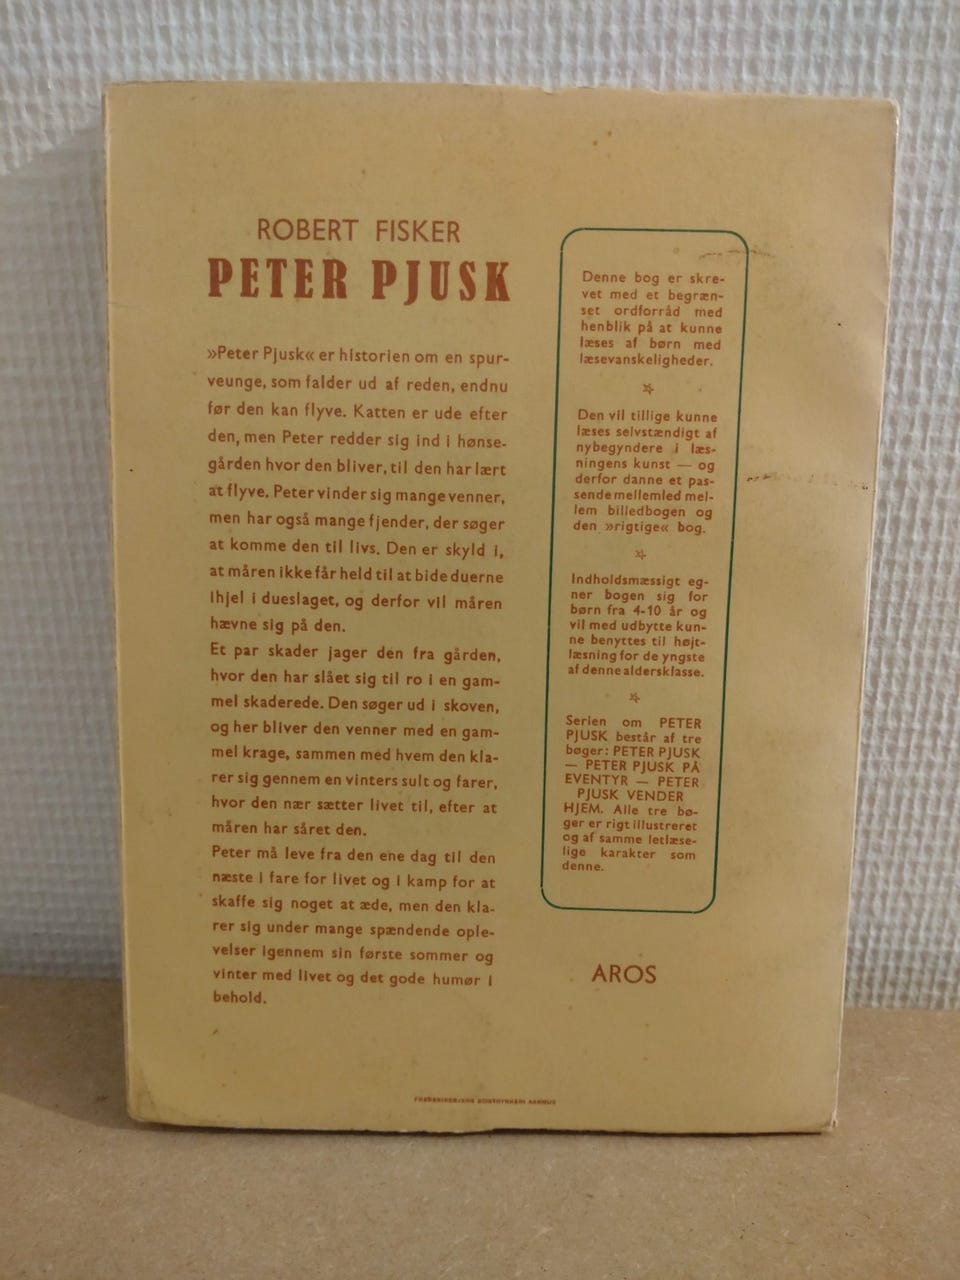 ROBERT FISKER
PETER PJUSK
»Peter Pjusk« er historien om en spur-
veunge, som falder ud af reden, endnu
før den kan flyve. Katten er ude efter
den, men Peter redder sig ind i hønse-
gården hvor den bliver, til den har lært
at flyve. Peter vinder sig mange venner,
men har også mange fjender, der søger
at komme den til livs. Den er skyld i,
at måren ikke får held til at bide duerne
ihjel i dueslaget, og derfor vil måren
hævne sig på den.
Et par skader jager den fra gården,
hvor den har slået sig til ro i en gam-
mel skaderede. Den søger ud i skoven,
og her bliver den venner med en gam-
mel krage, sammen med hvem den kla-
rer sig gennem en vinters sult og farer,
hvor den nær sætter livet til, efter at
måren har såret den.
Peter må leve fra den ene dag til den
næste i fare for livet og i kamp for at
skaffe sig noget at æde, men den kla-
rer sig under mange spændende ople-
velser igennem sin første sommer og
vinter med livet og det gode humør i
behold.
Denne bog er skre-
vet med et begræn-
set ordforråd med
henblik på at kunne
læses af børn med
læsevanskeligheder.
Den vil tillige kunne
læses selvstændigt af
nybegyndere i læs-
ningens kunst — og
derfor danne et pas-
sende mellemled mel-
lem billedbogen og
den »rigtige« bog.
Indholdsmæssigt eg-
ner bogen sig for
børn fra 4-10 år og
vil med udbytte kun-
ne benyttes til højt-
læsning for de yngste
af denne aldersklasse.
Serien om PETER
PJUSK består af tre
bøger: PETER PJUSK
— PETER PJUSK PÅ
EVENTYR — PETER
PJUSK VENDER
HJEM. Alle tre bø-
ger er rigt illustreret
og af samme letlæse-
lige karakter som
denne.
AROS
FREDERIKSBJERG BOGTRYKKERI AARHUS